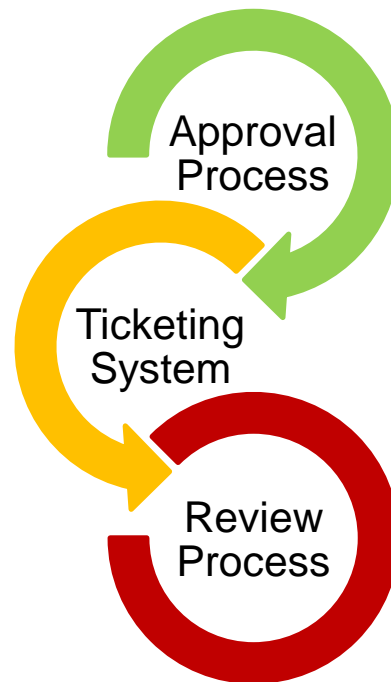 Approval
Process
Ticketing
System
Review
Process